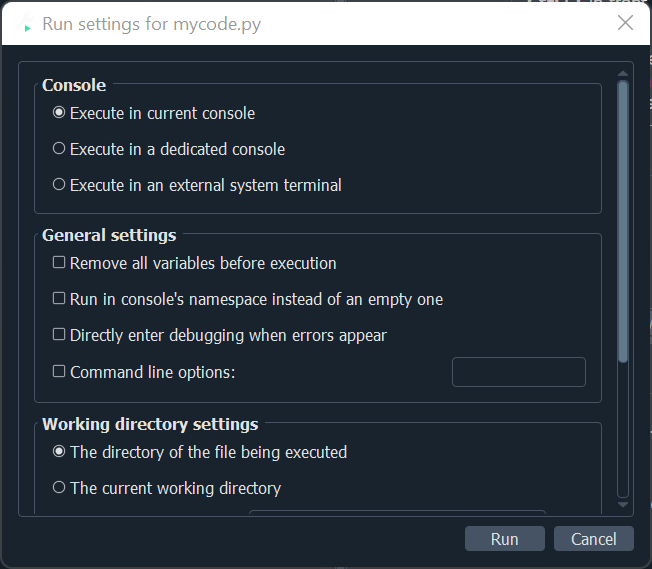 Run settings for mycode.py
Console
Execute in current console
Execute in a dedicated console
Execute in an external system terminal
General settings
Remove all variables before execution
Run in console's namespace instead of an empty one
Directly enter debugging when errors appear
Command line options:
Working directory settings
The directory of the file being executed
The current working directory
Run
Cancel